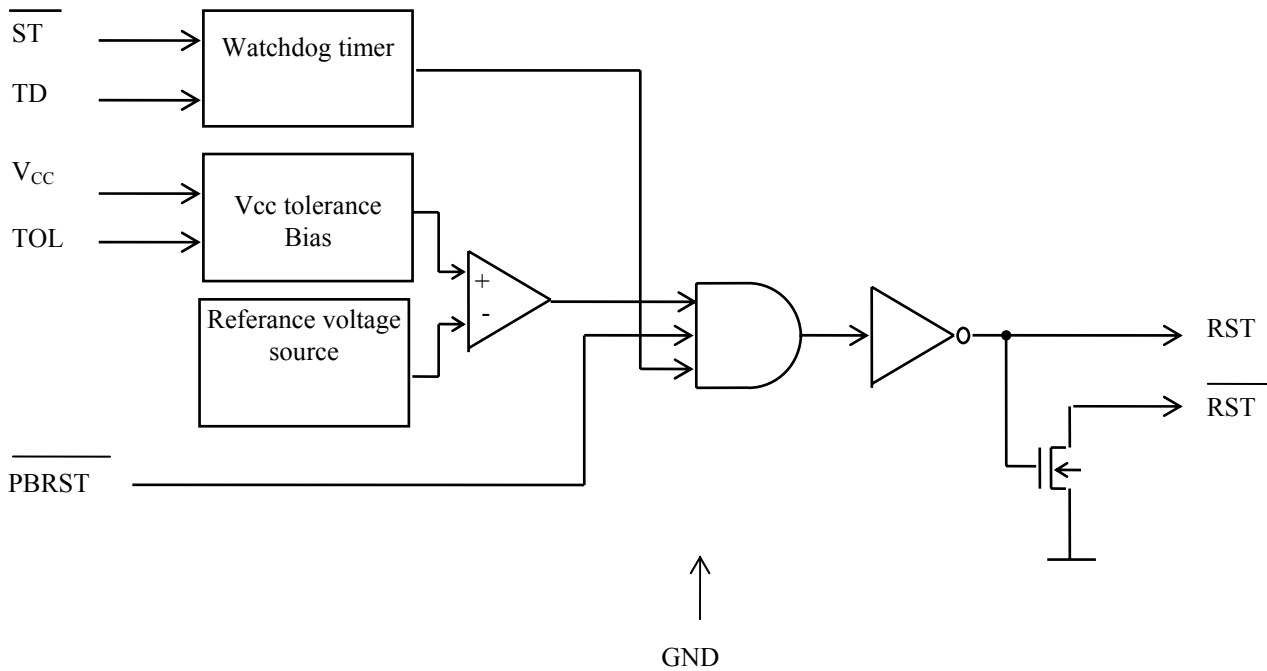 ST
Watchdog timer
TD
VCC
Vcc tolerance
Bias
TOL
+
-
Referance voltage
source
RST
RST
PBRST
GND